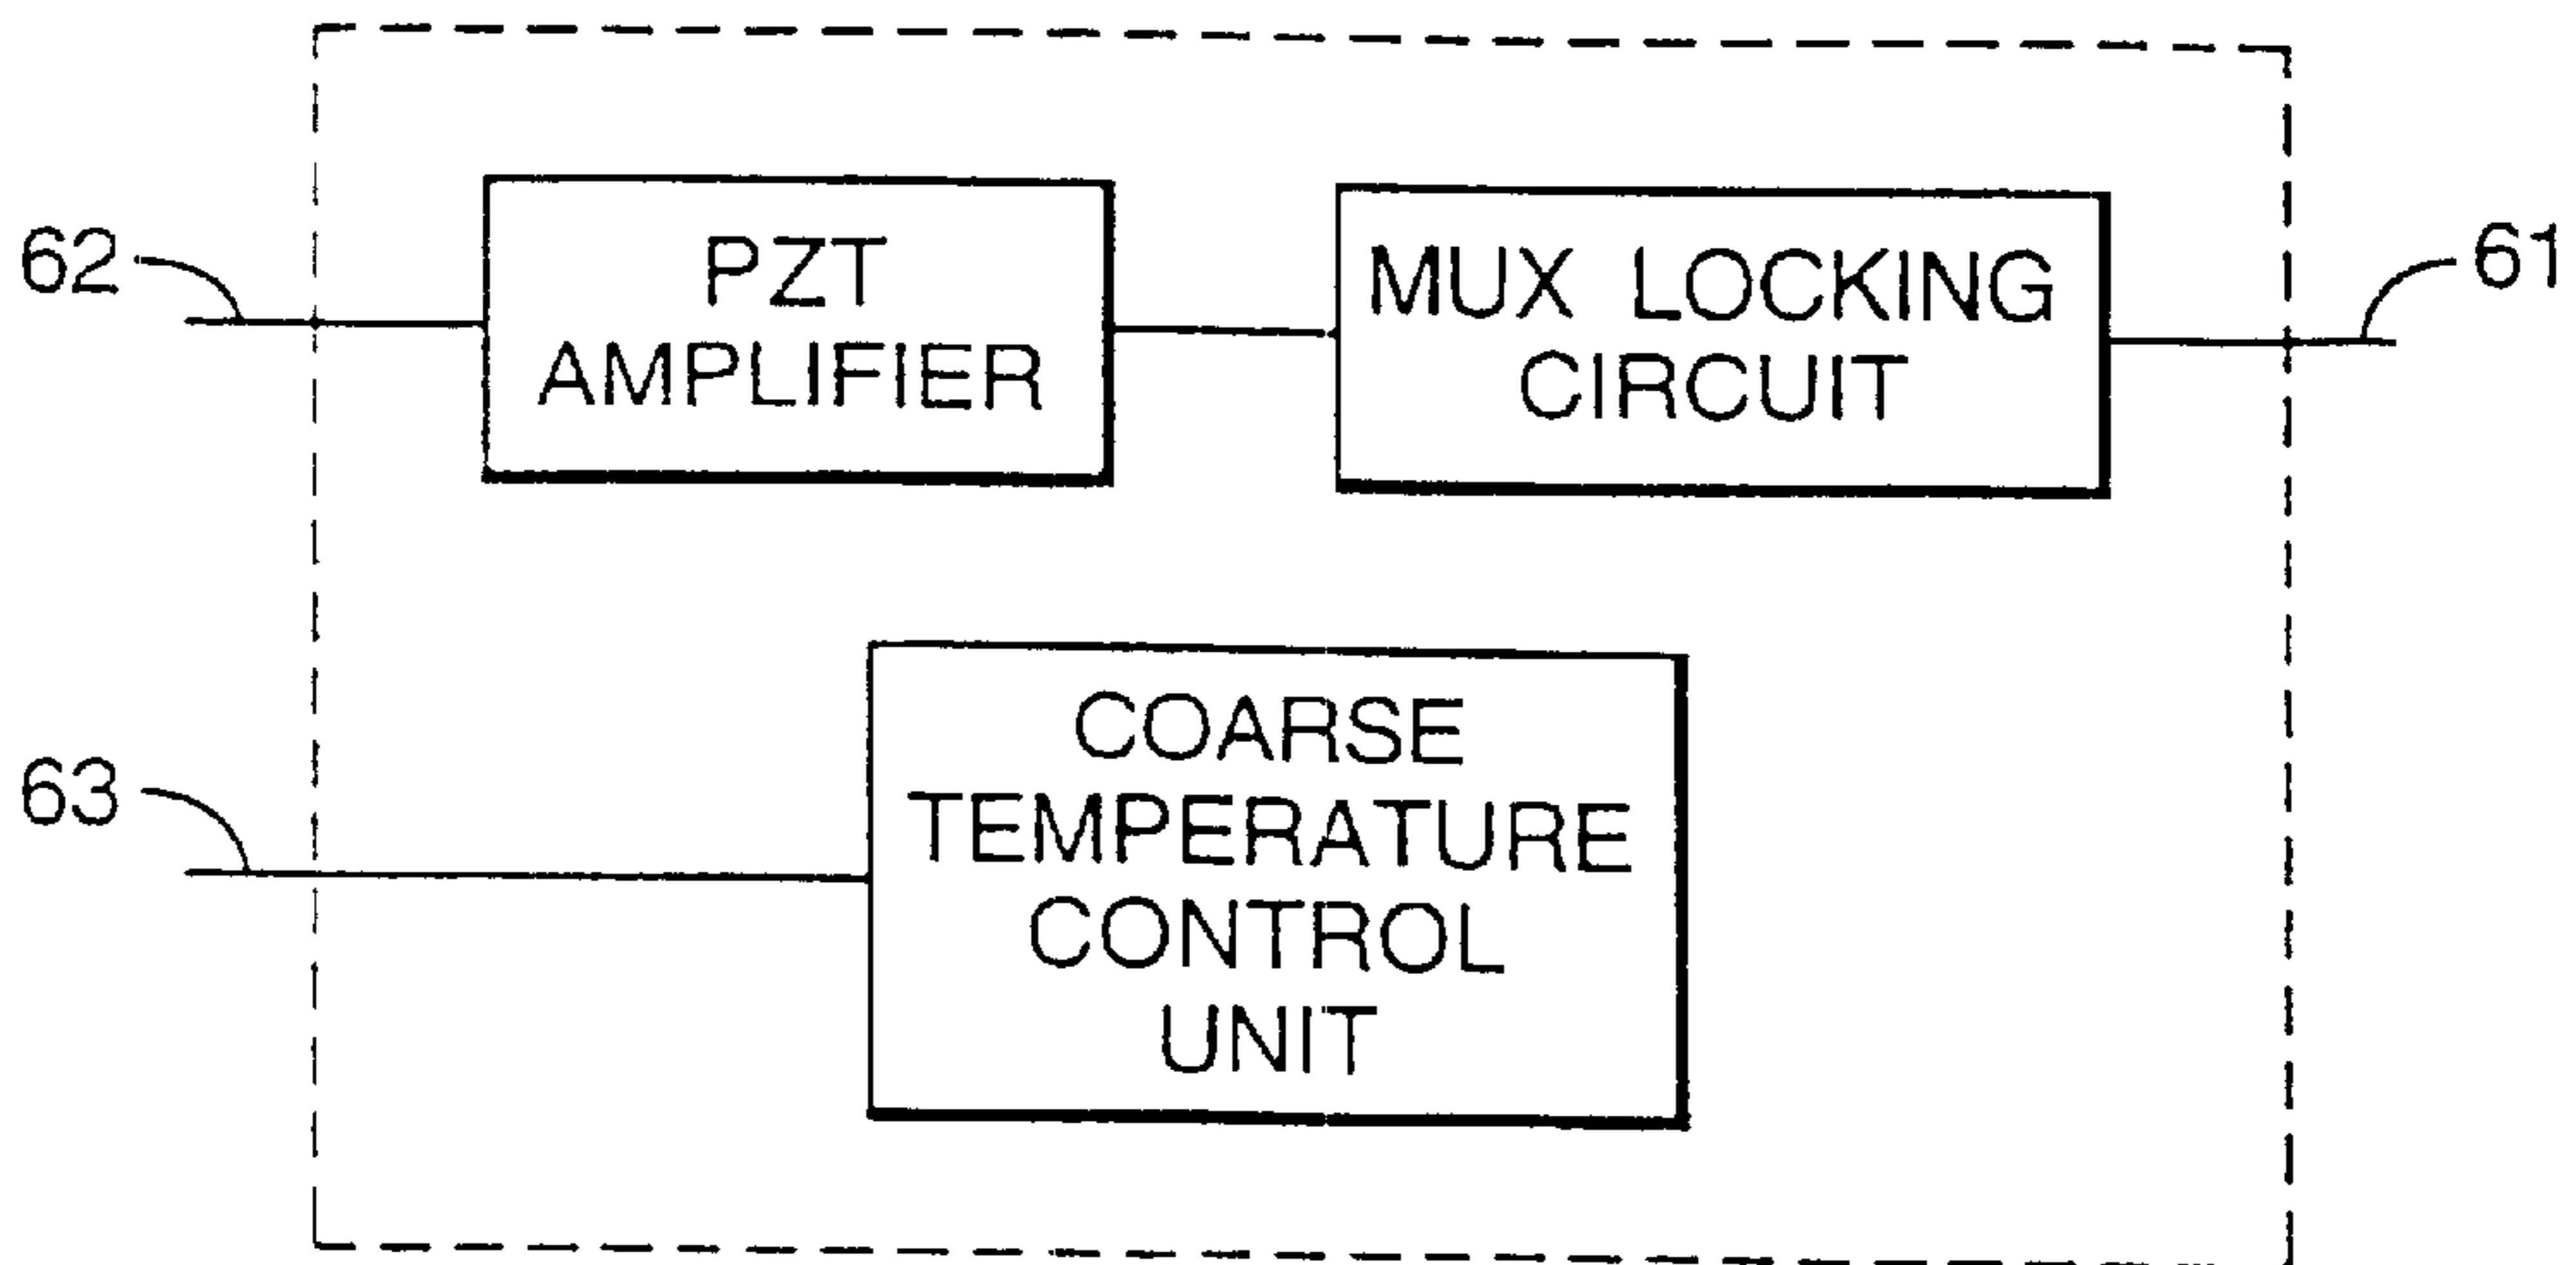 PZT
AMPLIFIER
MUX LOCKING
CIRCUIT
62
61
COARSE
TEMPERATURE
CONTROL
UNIT
63